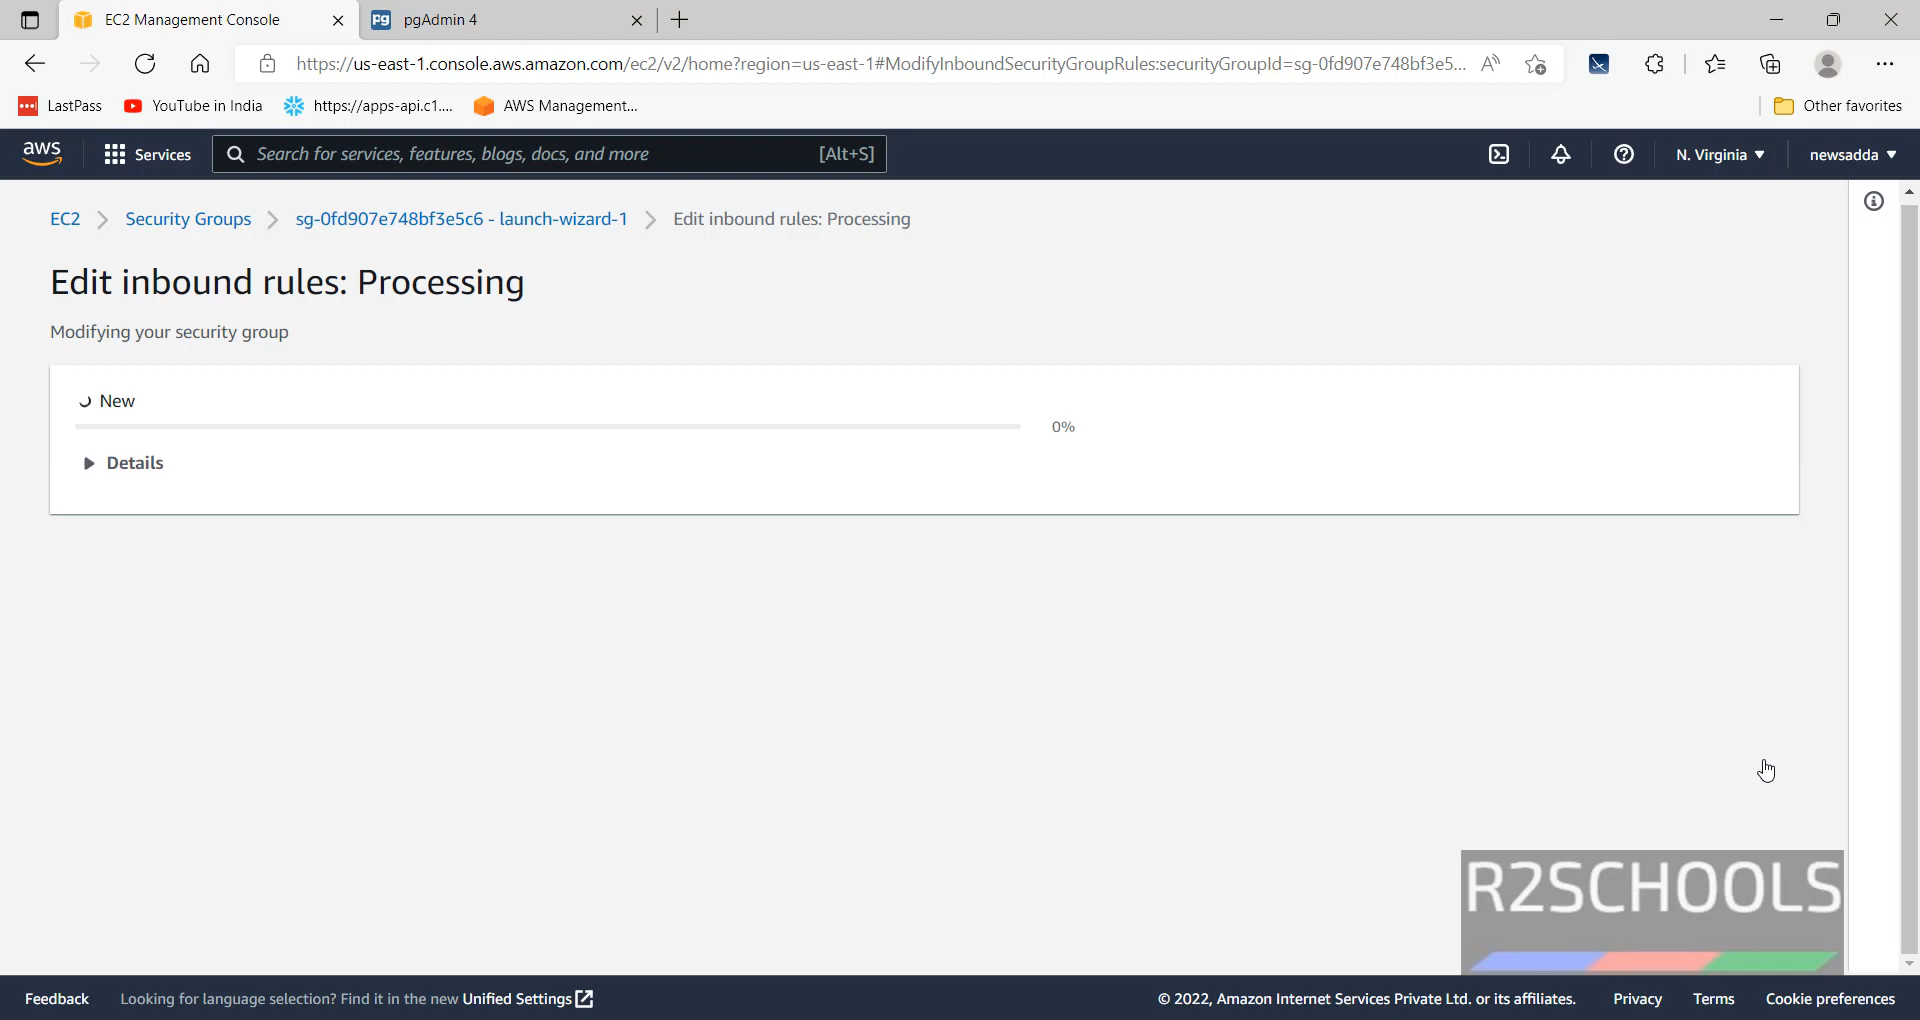 EC2 Management Console
pgAdmin 4
https://us-east-1.console.aws.amazon.com/ec2/v2/home?region=us-east-1#ModifyInboundSecurityGroupRules:securityGroupId=sg-0fd907e748bf3e5...
LastPass
YouTube in India
https://apps-api.c1....
AWS Management...
Other favorites
aws
Services
Search for services, features, blogs, docs, and more
[Alt+S]
N. Virginia
newsadda
EC2
Security Groups
sg-0fd907e748bf3e5c6 - launch-wizard-1
Edit inbound rules: Processing
Edit inbound rules: Processing
Modifying your security group
New
0%
Details
R2SCHOOLS
Feedback
Looking for language selection? Find it in the new Unified Settings
© 2022, Amazon Internet Services Private Ltd. or its affiliates.
Privacy
Terms
Cookie preferences